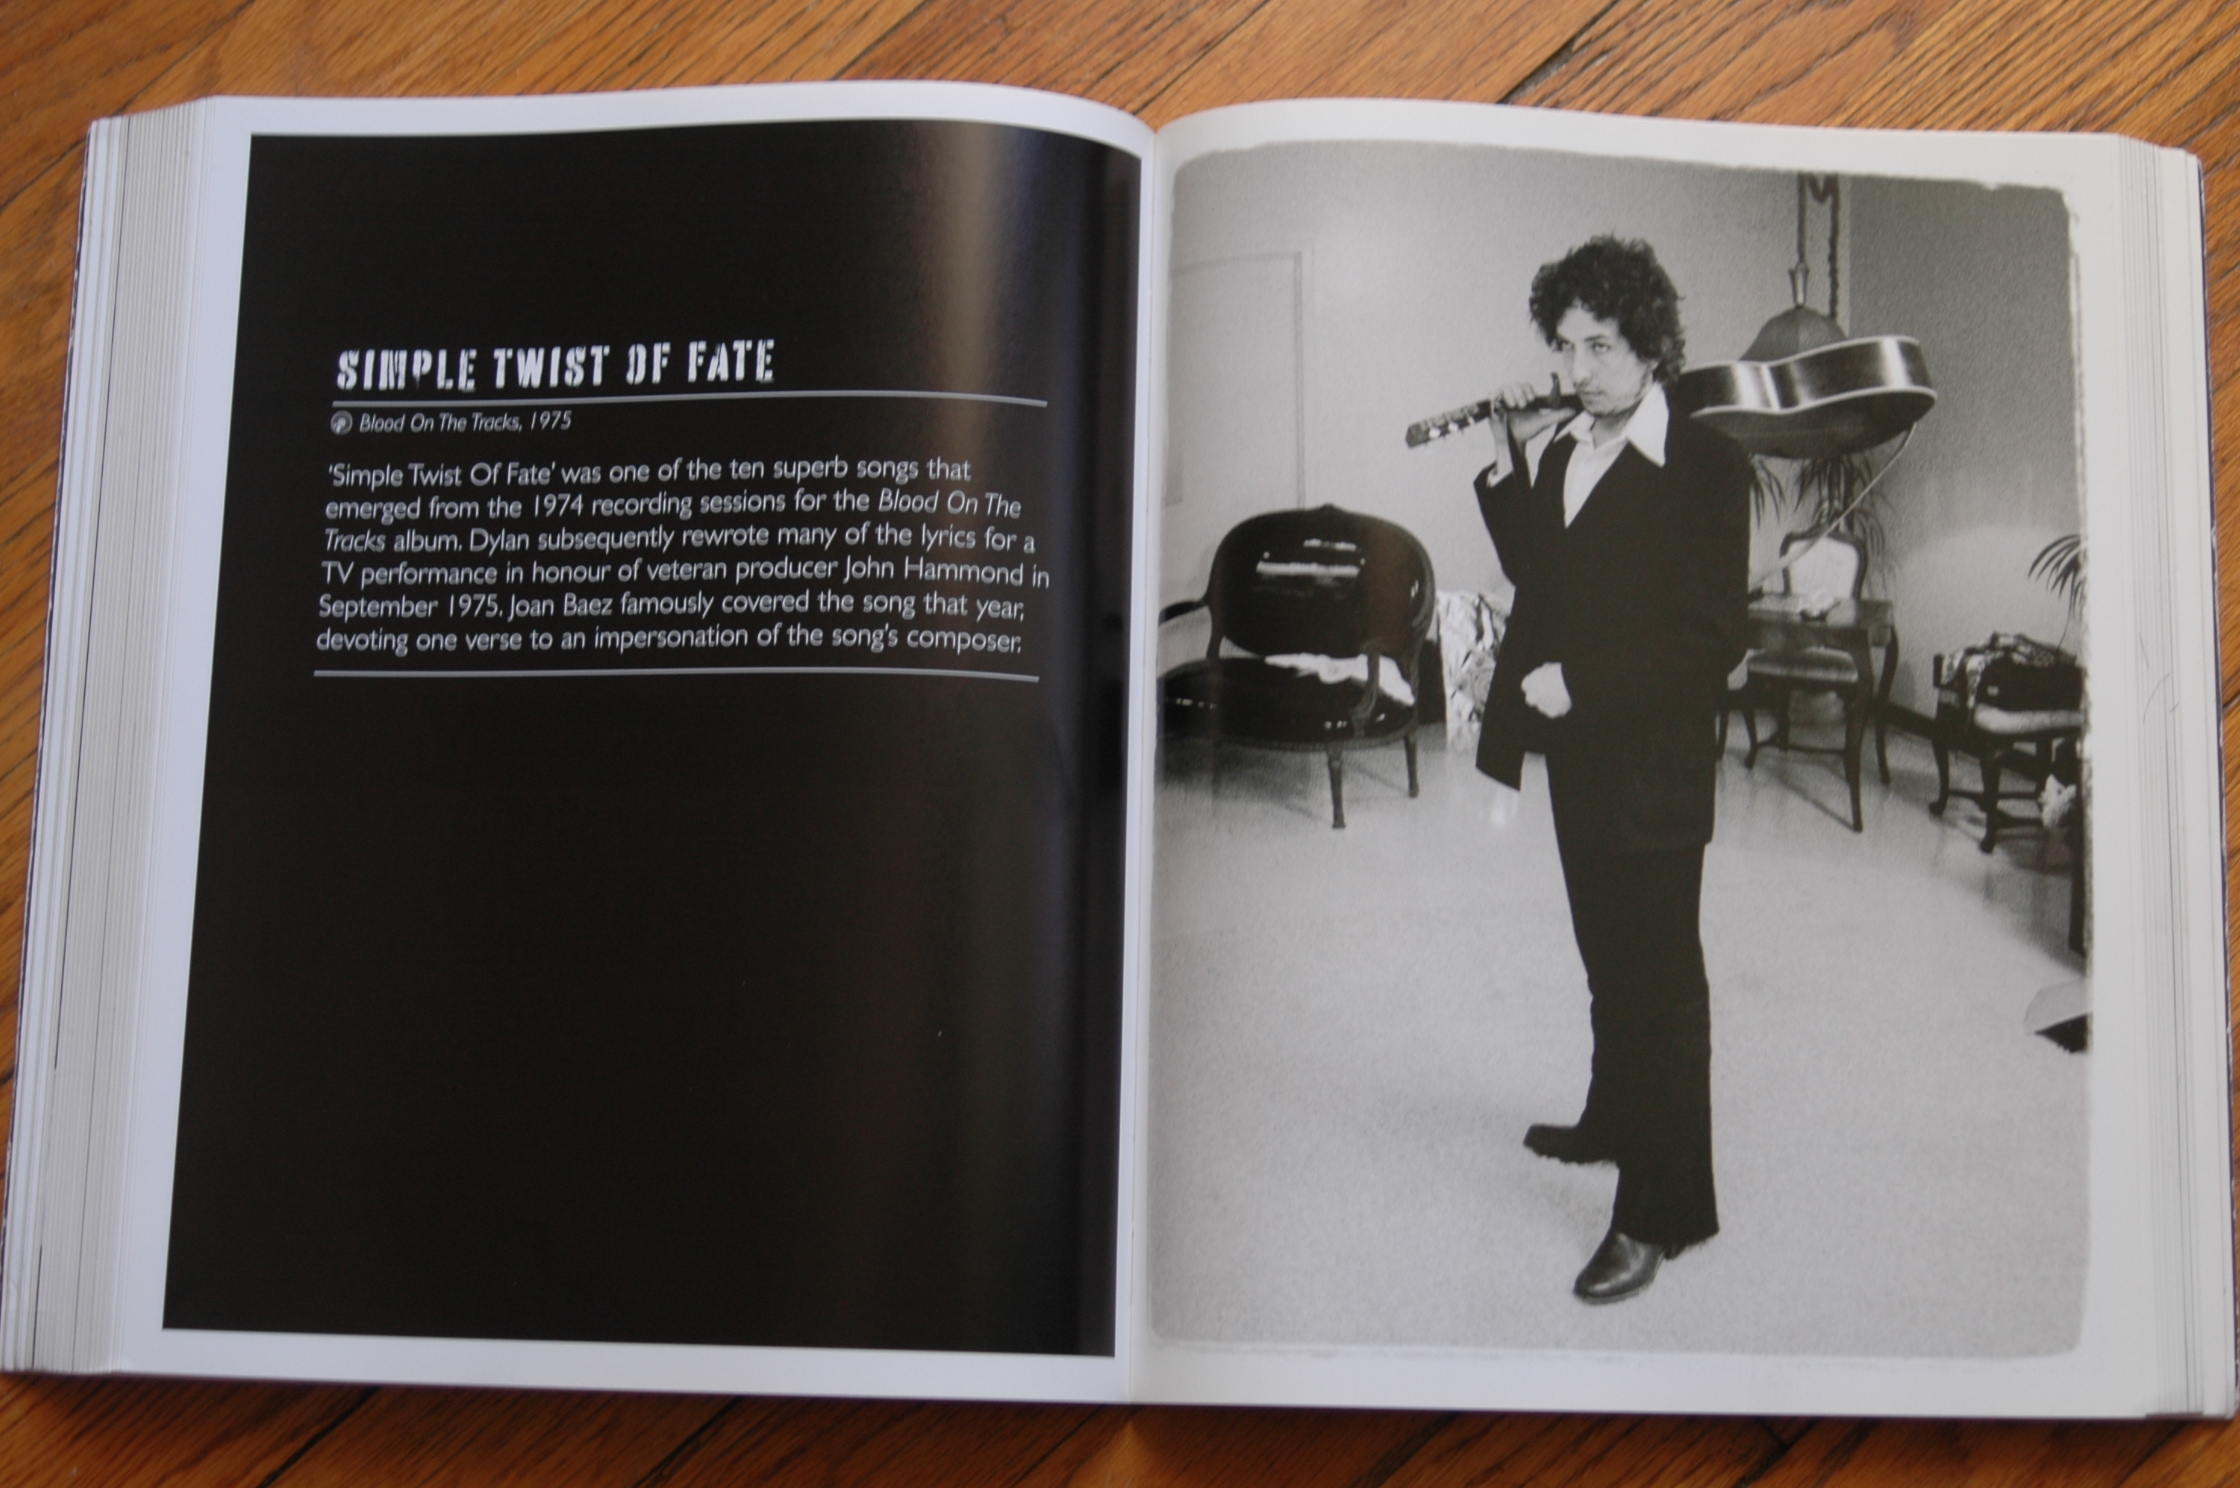 SIMPLE TWIST OF FATE
Blood On The Tracks, 1975
'Simple Twist Of Fate' was one of the ten superb songs that
emerged from the 1974 recording sessions for the Blood On The
Tracks album. Dylan subsequently rewrote many of the lyrics for a
TV performance in honour of veteran producer John Hammond in
September 1975. Joan Baez famously covered the song that year,
devoting one verse to an impersonation of the song's composer.